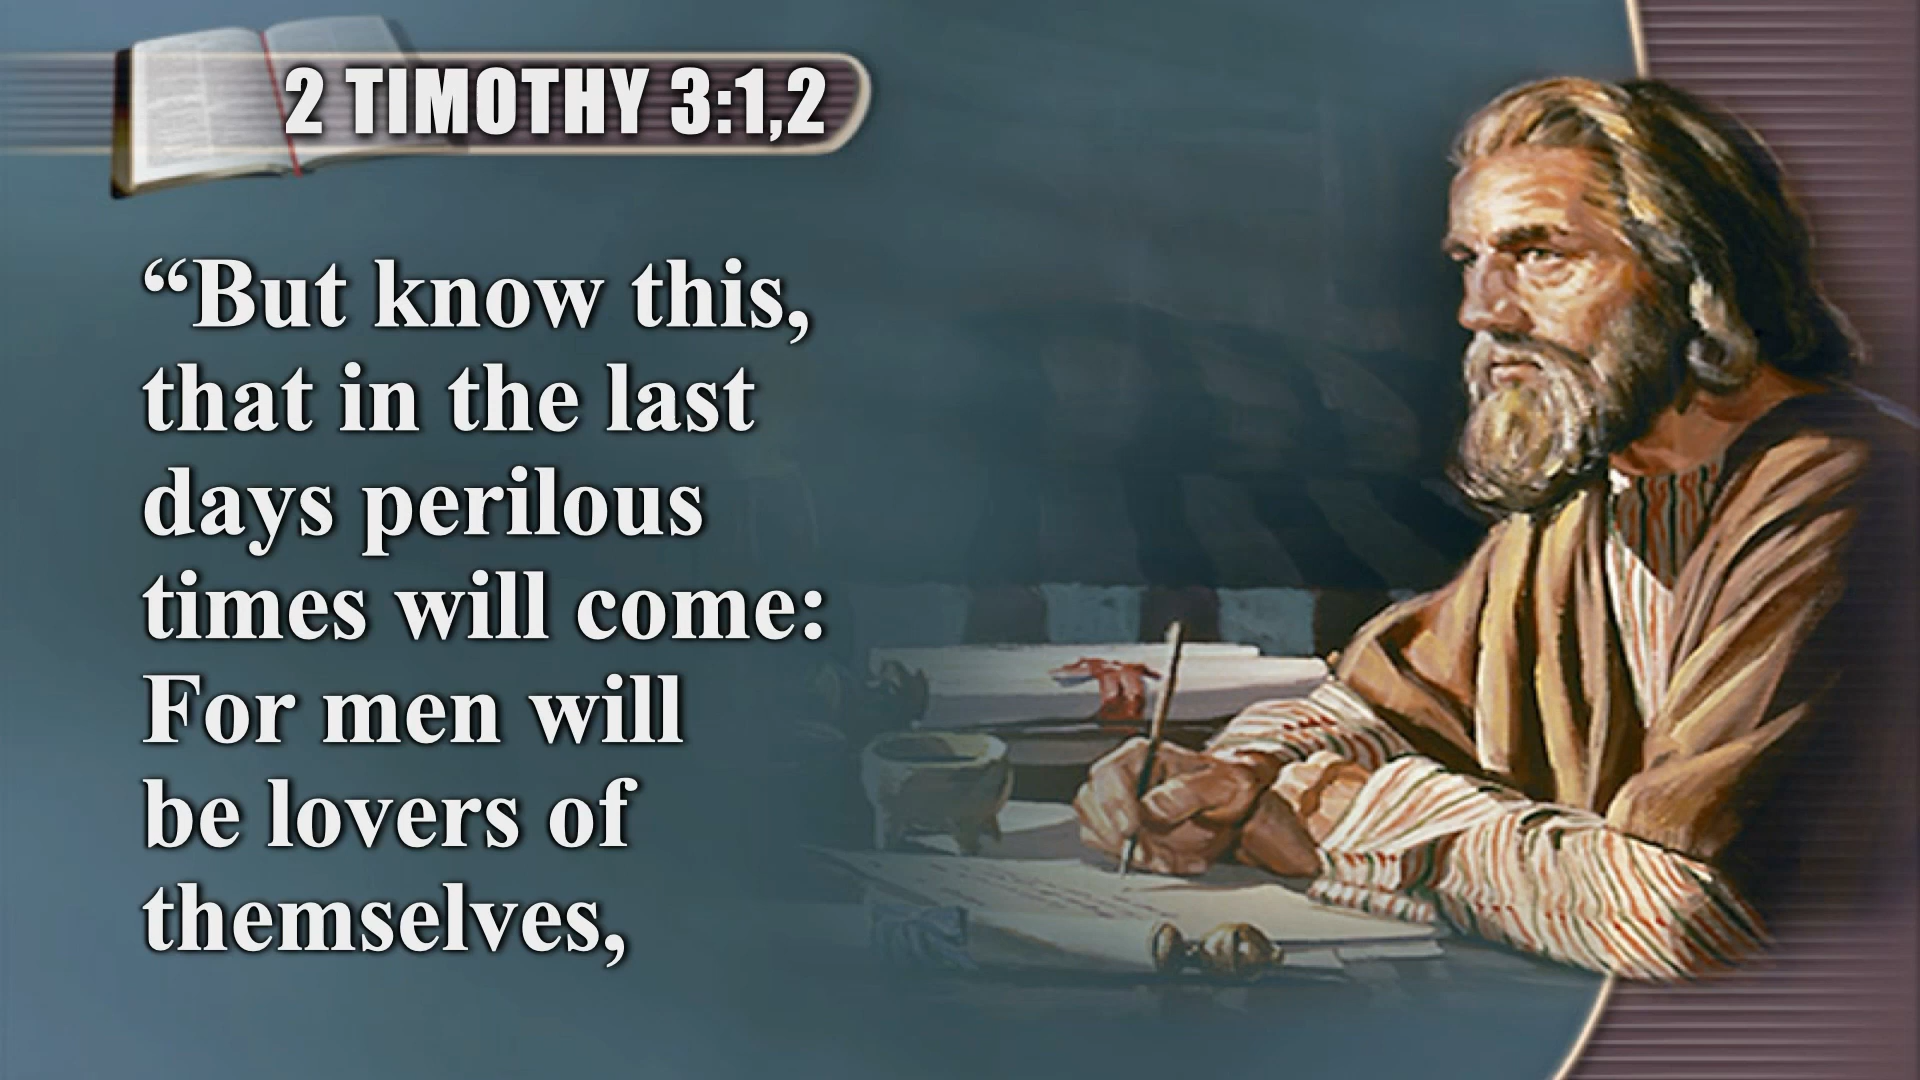 2 TIMOTHY 3:1,2
“But know this,
that in the last
days perilous
times will come:
For men will
be lovers of
themselves,